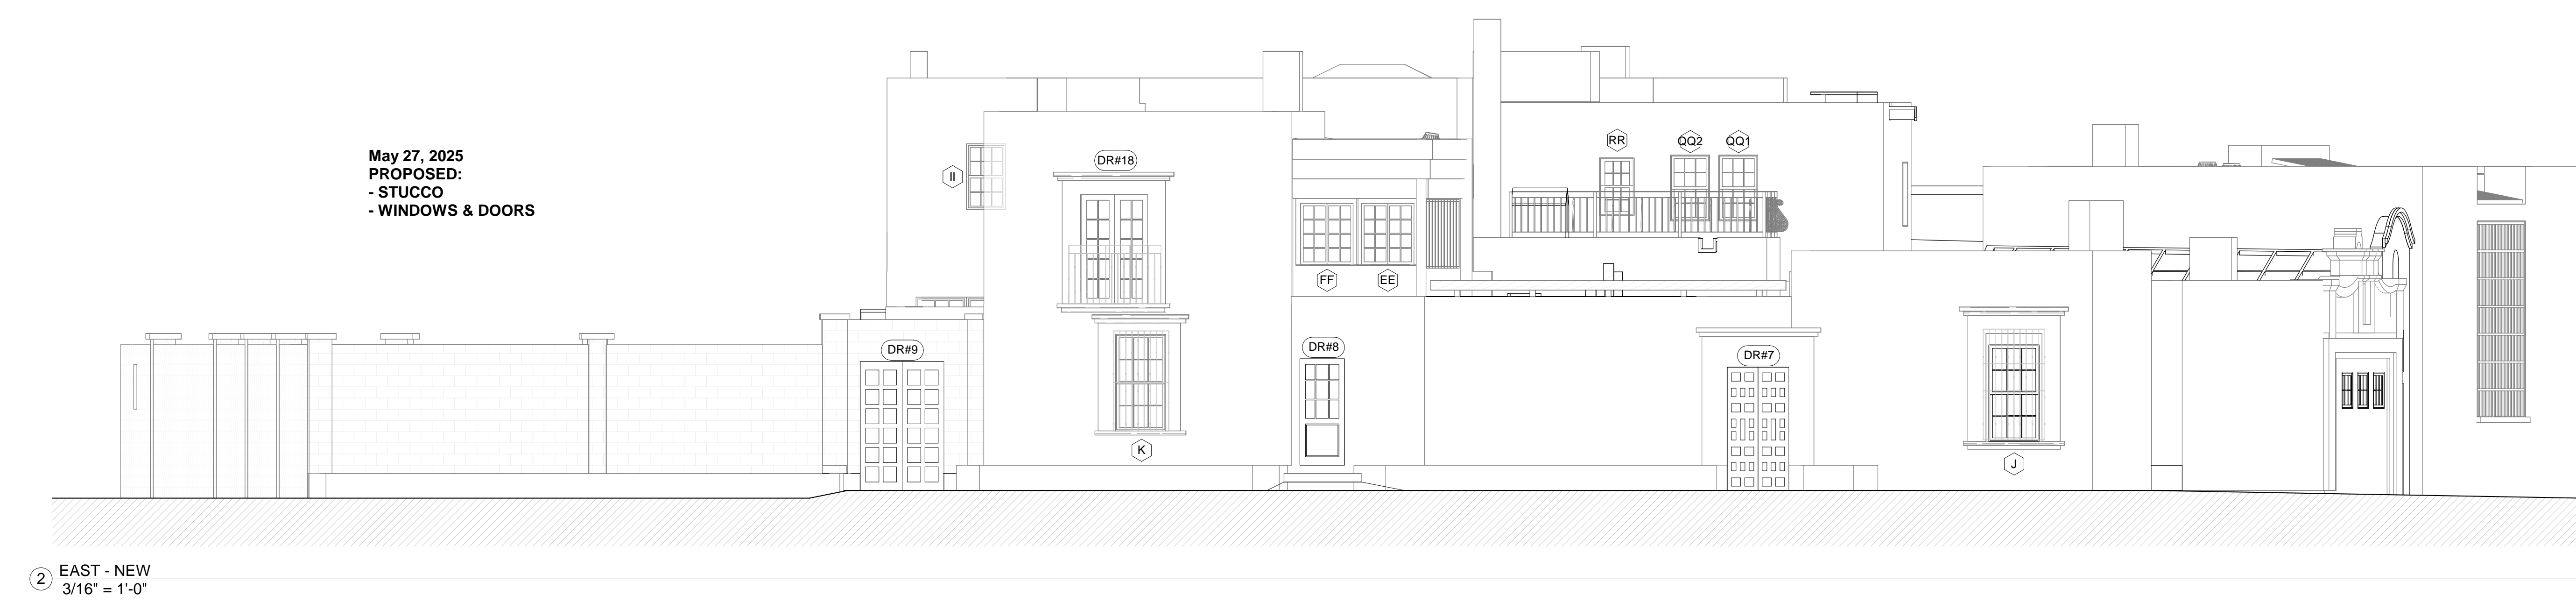 May 27, 2025
PROPOSED:
- STUCCO
- WINDOWS & DOORS
II
DR#18
RR
QQ2
QQ1
FF
EE
DR#9
DR#8
DR#7
K
J
2
EAST - NEW
3/16" = 1'-0"